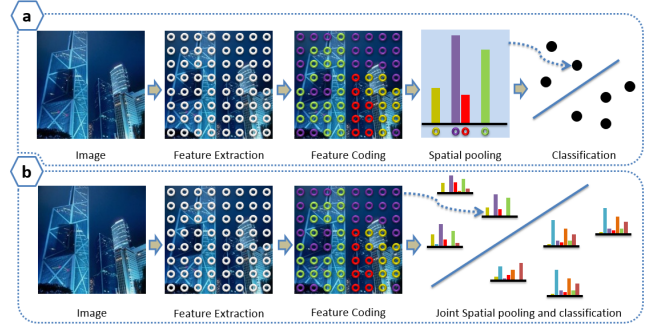 a
Image
Feature Extraction
Feature Coding
Spatial pooling
Classification
b
Image
Feature Extraction
Feature Coding
Joint Spatial pooling and classification